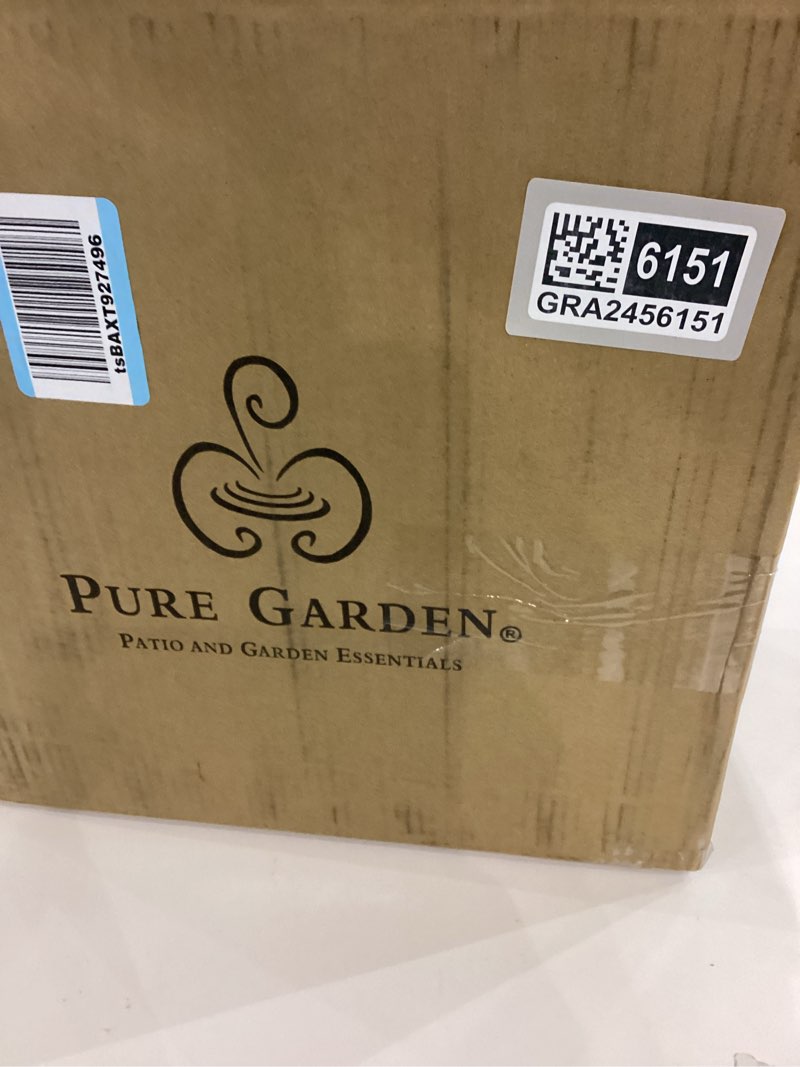 tsBAXT927496
6151
GRA2456151
PURE GARDEN®
PATIO AND GARDEN ESSENTIALS